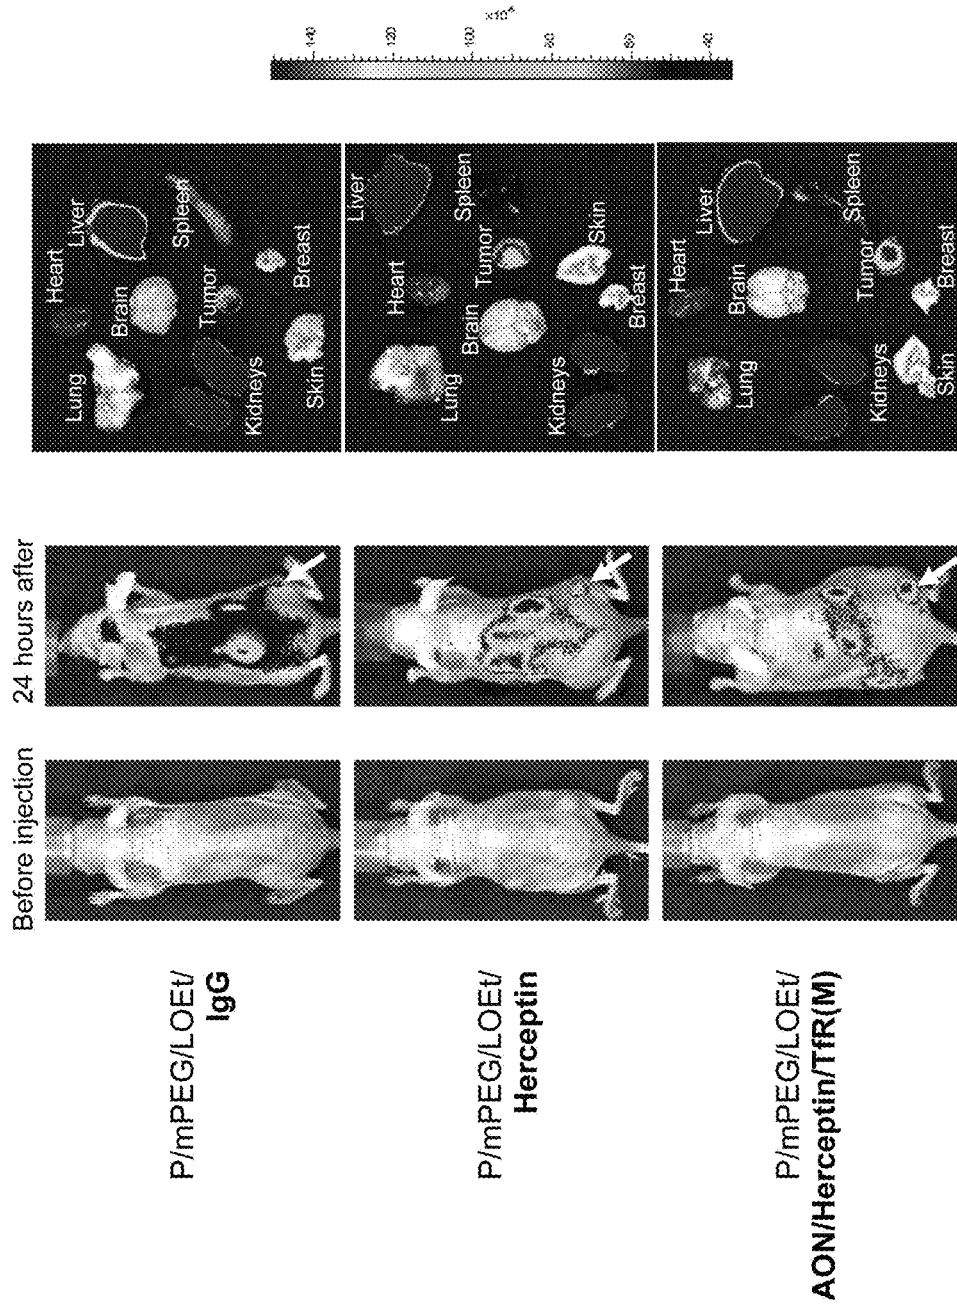 Before injection
24 hours after
P/mPEG/LOEt/
IgG
Lung
Heart
Brain
Liver
Tumor
Spleen
Kidneys
Skin
Breast
P/mPEG/LOEt/
Herceptin
Lung
Heart
Brain
Liver
Tumor
Spleen
Kidneys
Breast
Skin
P/mPEG/LOEt/
AON/Herceptin/TfR(M)
Lung
Heart
Brain
Liver
Tumor
Spleen
Kidneys
Skin
Breast
140
120
100
80
60
40